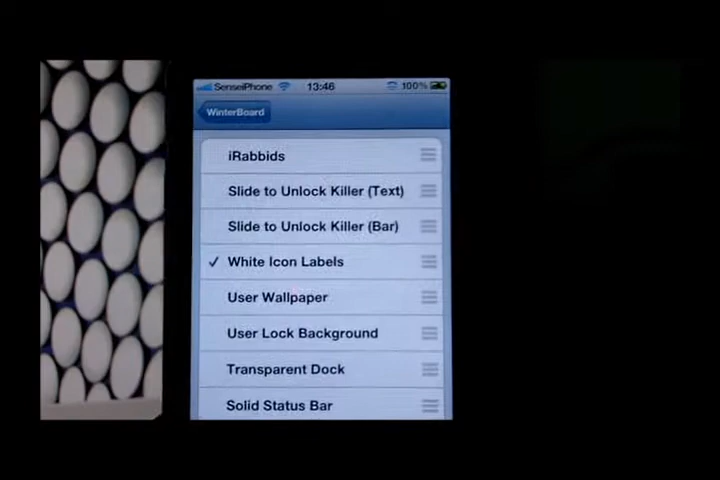 SenseiPhone 13:46 100%
WinterBoard
iRabbids
Slide to Unlock Killer (Text)
Slide to Unlock Killer (Bar)
White Icon Labels
User Wallpaper
User Lock Background
Transparent Dock
Solid Status Bar